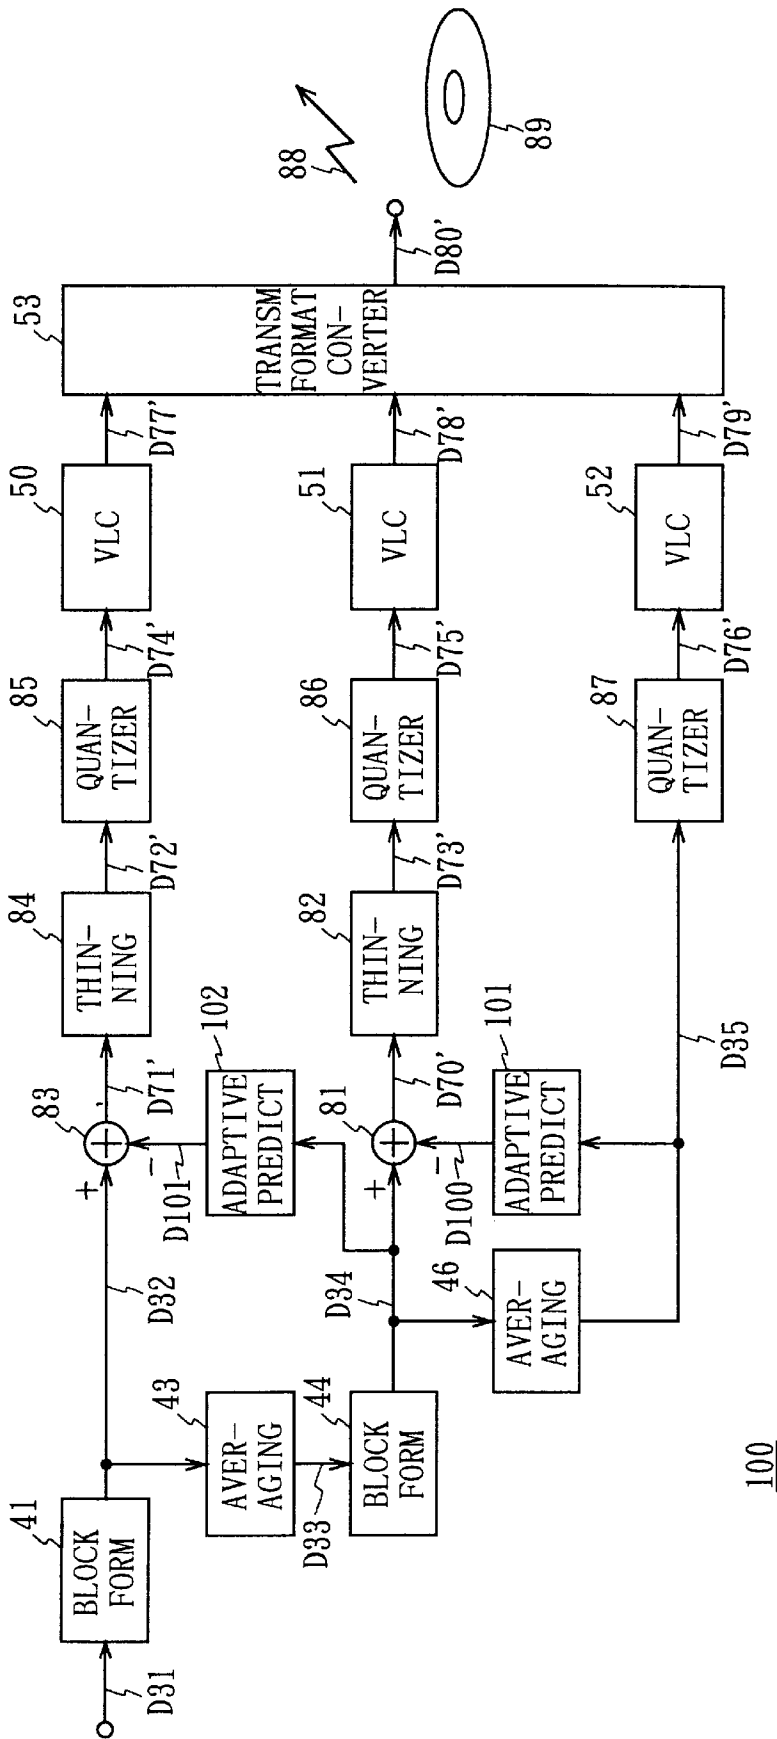 D31
41
BLOCK
FORM
D32
43
AVER-
AGING
D33
44
BLOCK
FORM
D34
46
AVER-
AGING
D35
+
−
83
D101
102
ADAPTIVE
PREDICT
+
−
81
D100
101
ADAPTIVE
PREDICT
D71'
84
THIN-
NING
D72'
85
QUAN-
TIZER
D74'
50
VLC
D77'
D70'
82
THIN-
NING
D73'
86
QUAN-
TIZER
D75'
51
VLC
D78'
87
QUAN-
TIZER
D76'
52
VLC
D79'
53
TRANSM
FORMAT
CON-
VERTER
D80'
88
89
100